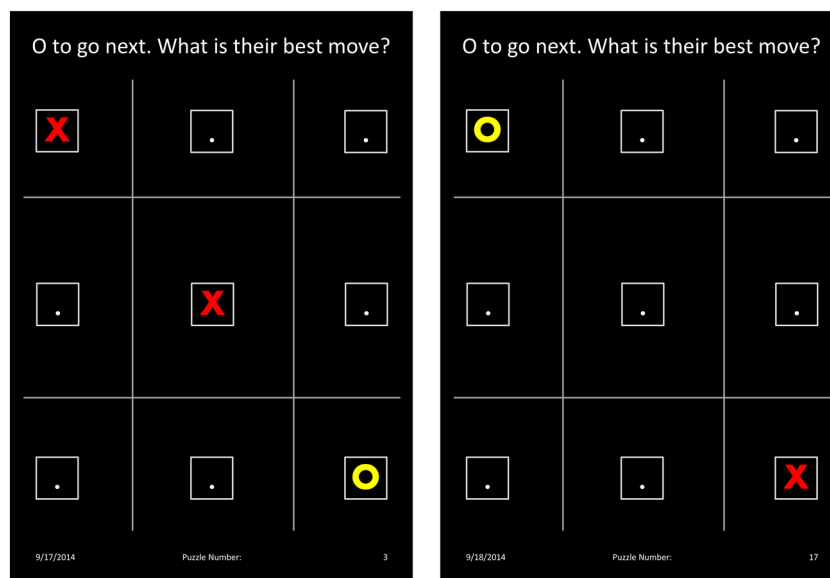 O to go next. What is their best move?
X . .
. X .
. . O
9/17/2014 Puzzle Number: 3
O to go next. What is their best move?
O . .
. . .
. . X
9/18/2014 Puzzle Number: 17